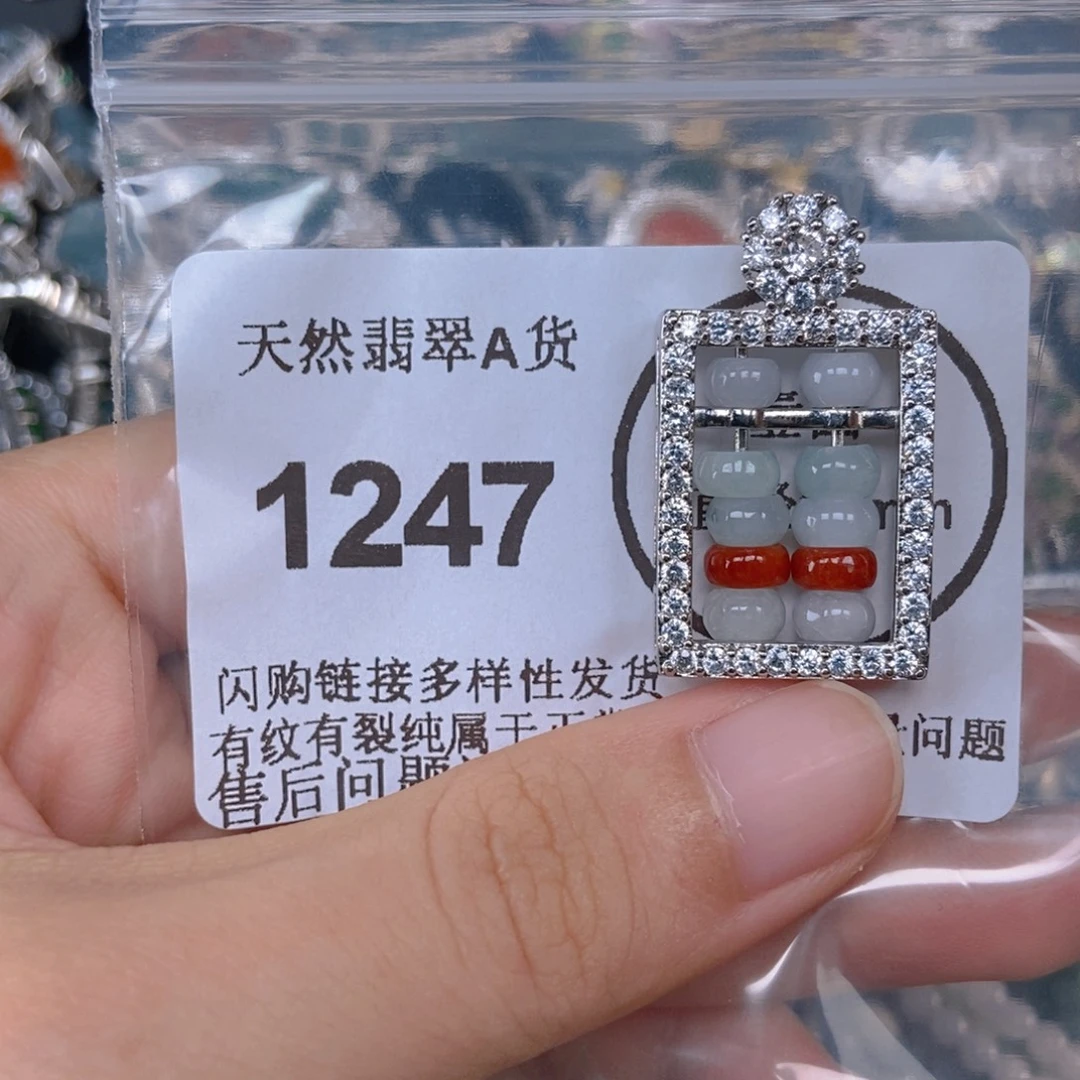 天然翡翠A货
1247
闪购链接多样性发货
有纹有裂纯属于正 问题
售后问题